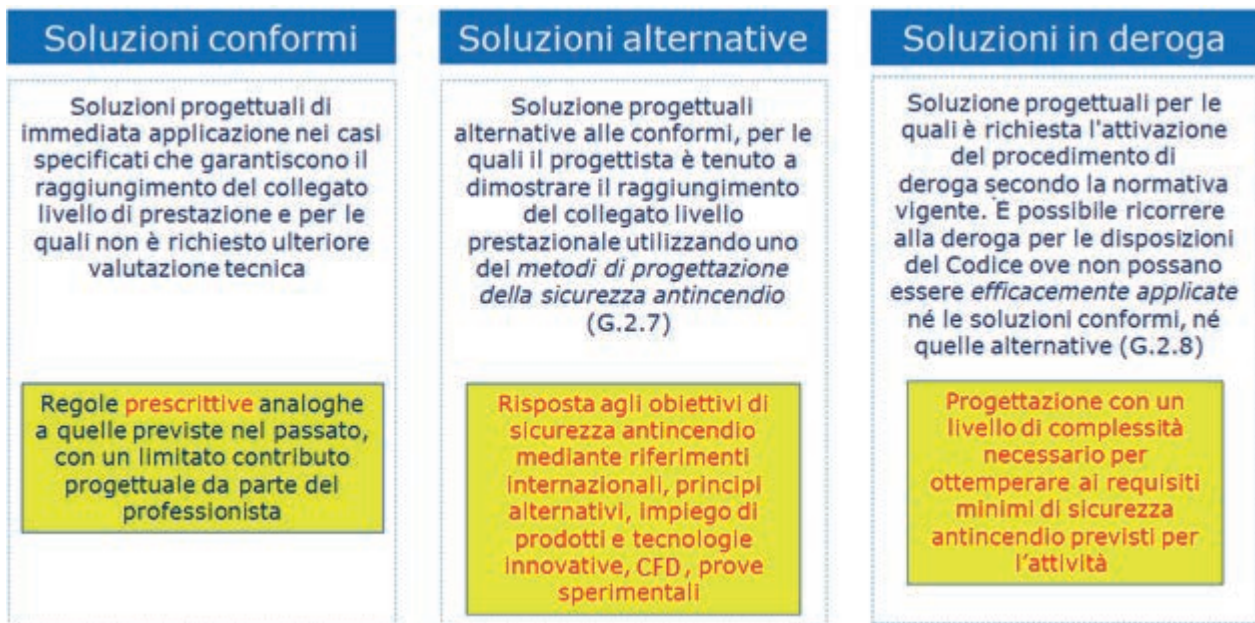 Soluzioni conformi
Soluzioni progettuali di
immediata applicazione nei casi
specificati che garantiscono il
raggiungimento del collegato
livello di prestazione e per le
quali non è richiesto ulteriore
valutazione tecnica
Regole prescrittive analoghe
a quelle previste nel passato,
con un limitato contributo
progettuale da parte del
professionista
Soluzioni alternative
Soluzione progettuali
alternative alle conformi, per le
quali il progettista è tenuto a
dimostrare il raggiungimento
del collegato livello
prestazionale utilizzando uno
dei metodi di progettazione
della sicurezza antincendio
(G.2.7)
Risposta agli obiettivi di
sicurezza antincendio
mediante riferimenti
internazionali, principi
alternativi, impiego di
prodotti e tecnologie
innovative, CFD, prove
sperimentali
Soluzioni in deroga
Soluzione progettuali per le
quali è richiesta l'attivazione
del procedimento di
deroga secondo la normativa
vigente. È possibile ricorrere
alla deroga per le disposizioni
del Codice ove non possano
essere efficacemente applicate
né le soluzioni conformi, né
quelle alternative (G.2.8)
Progettazione con un
livello di complessità
necessario per
ottemperare ai requisiti
minimi di sicurezza
antincendio previsti per
l'attività